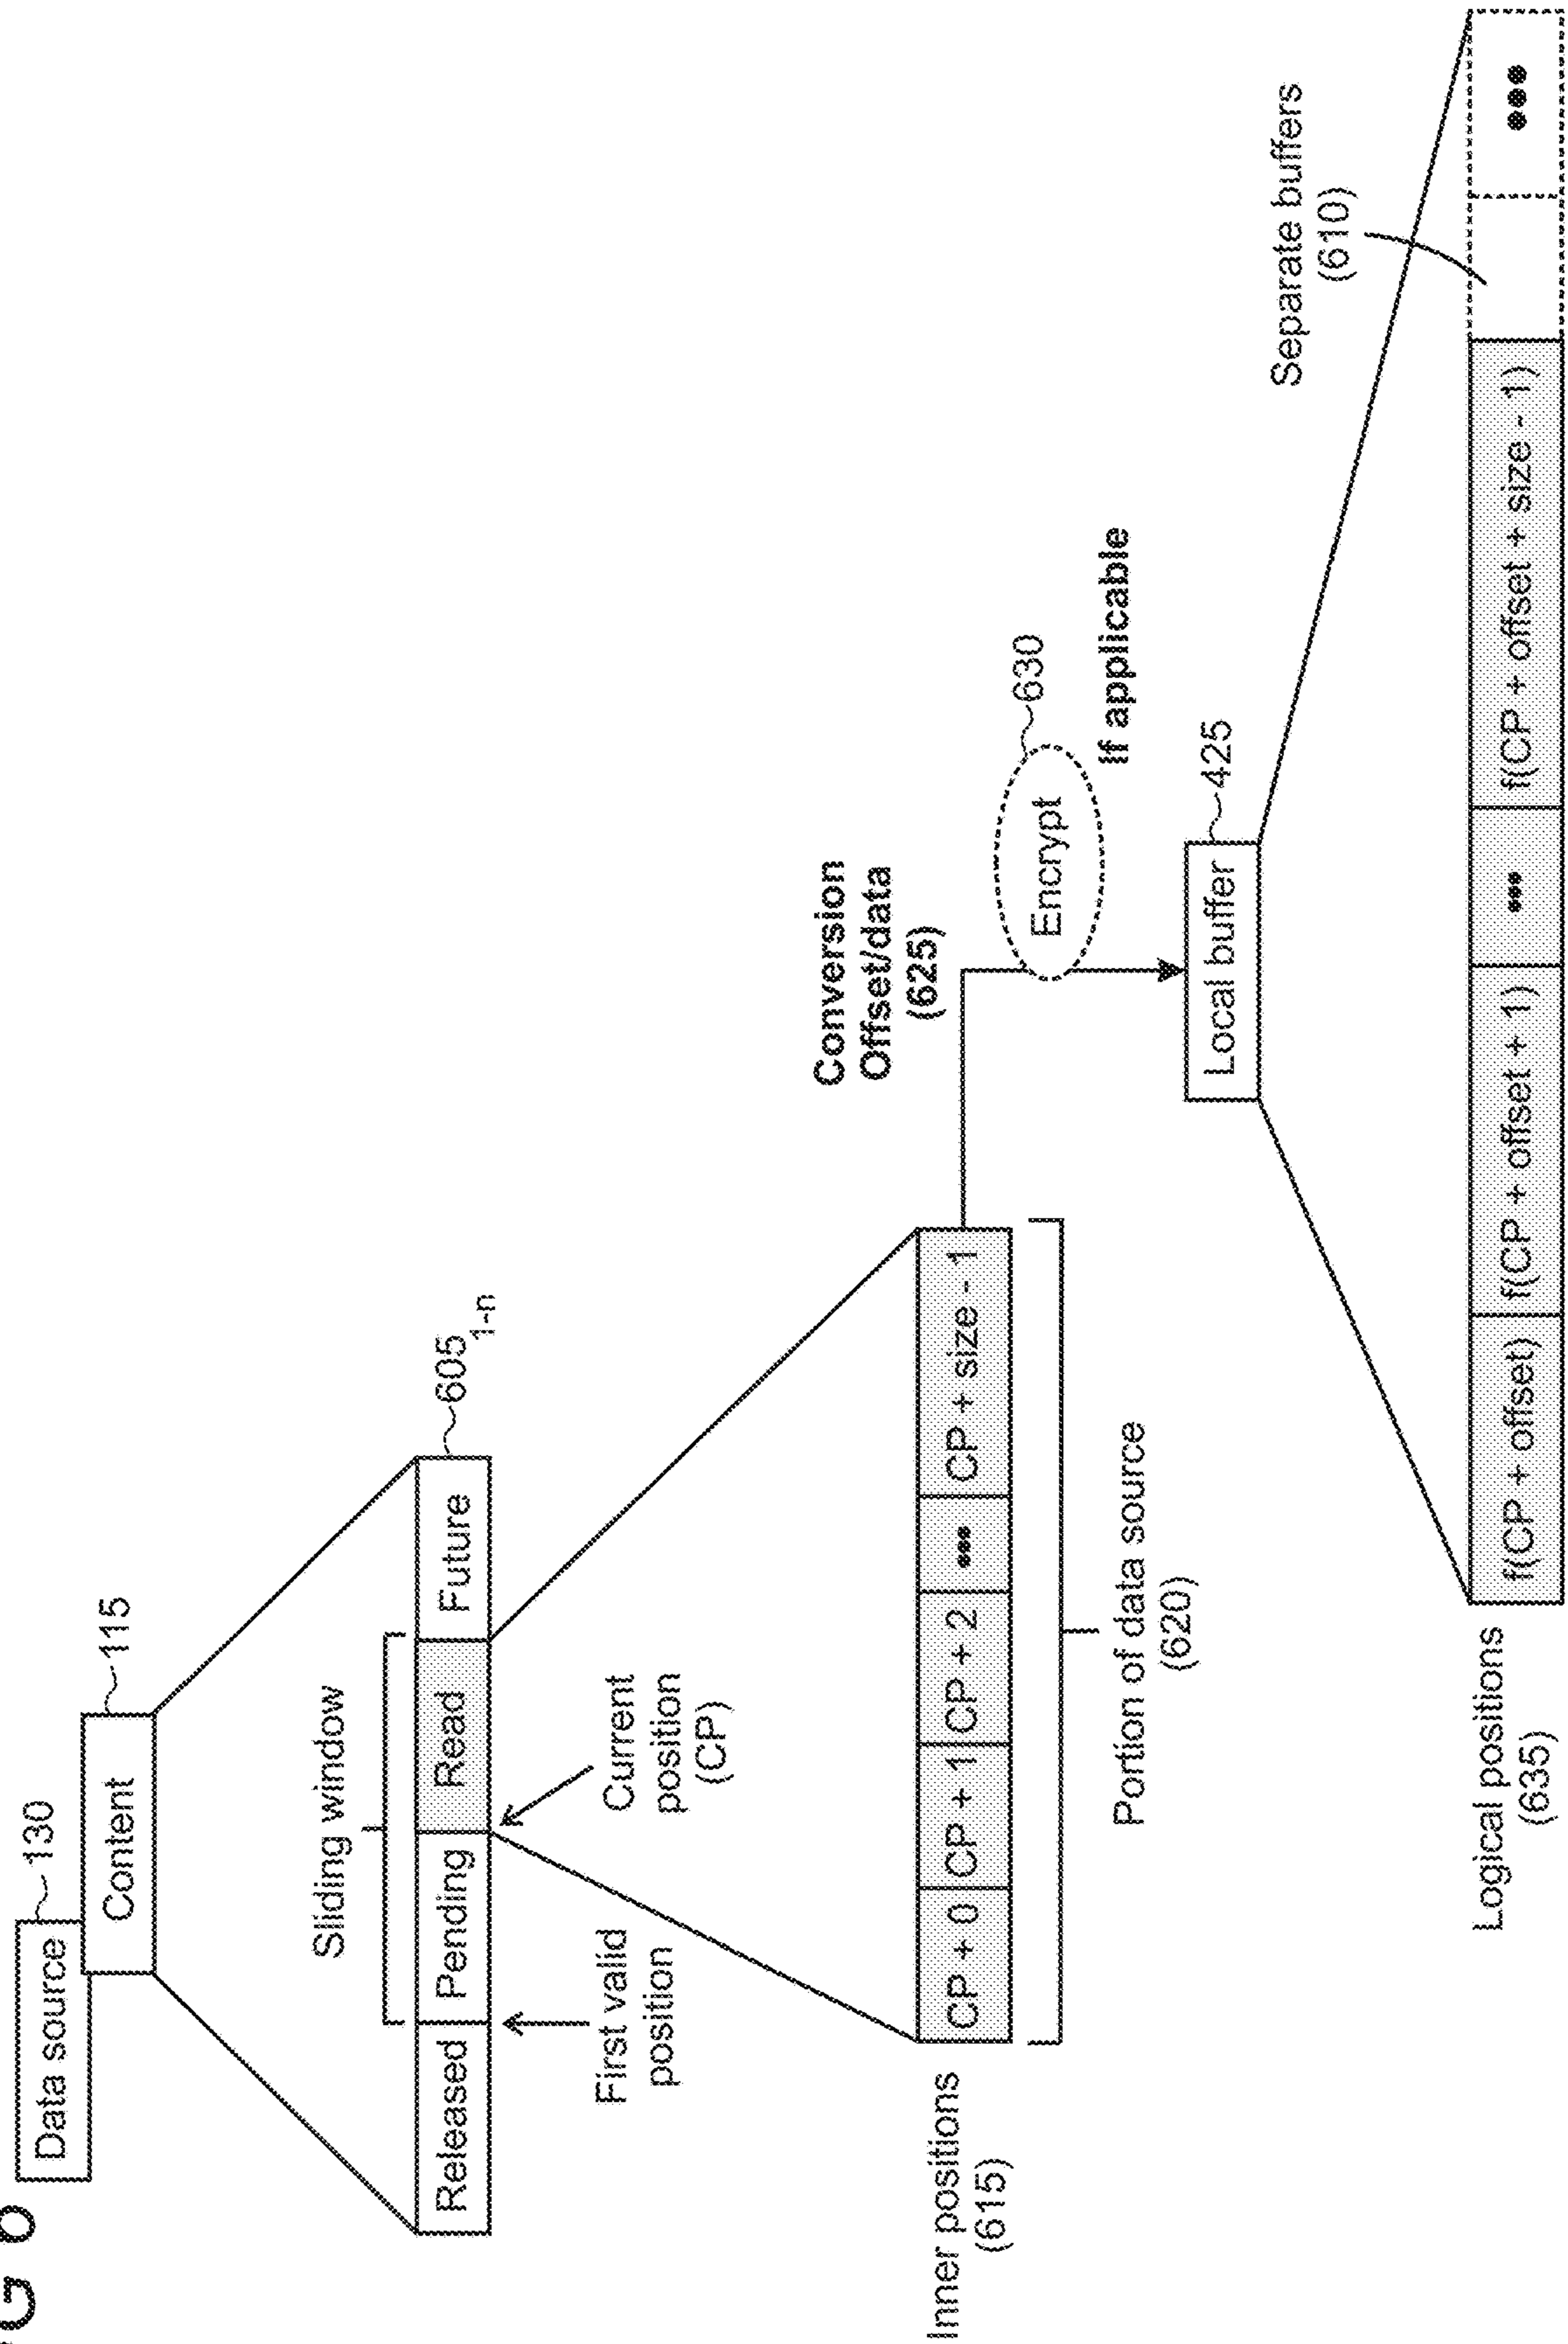 G 6
Data source
130
Content
115
Sliding window
Released
Pending
Read
Future
605
1-n
First valid
position
Current
position
(CP)
Inner positions
(615)
CP + 0
CP + 1
CP + 2
•••
CP + size - 1
Portion of data source
(620)
Conversion
Offset/data
(625)
Encrypt
630
If applicable
Local buffer
425
Separate buffers
(610)
Logical positions
(635)
f(CP + offset)
f(CP + offset + 1)
•••
f(CP + offset + size - 1)
•••